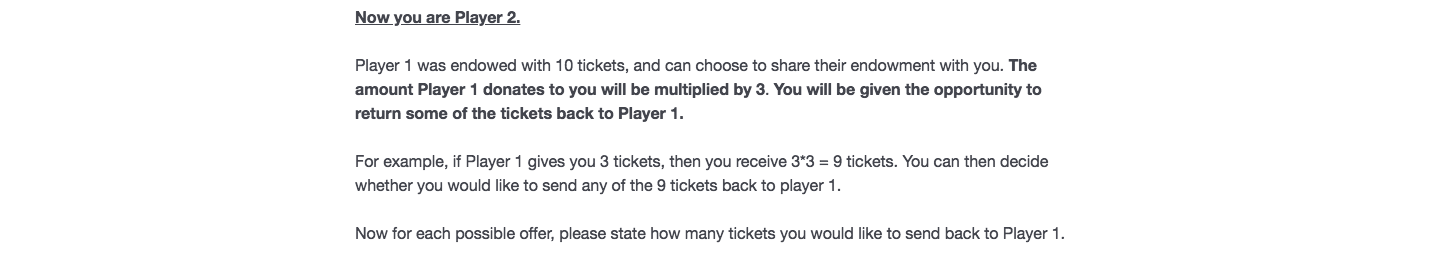 Now you are Player 2.
Player 1 was endowed with 10 tickets, and can choose to share their endowment with you. The
amount Player 1 donates to you will be multiplied by 3. You will be given the opportunity to
return some of the tickets back to Player 1.
For example, if Player 1 gives you 3 tickets, then you receive 3*3 = 9 tickets. You can then decide
whether you would like to send any of the 9 tickets back to player 1.
Now for each possible offer, please state how many tickets you would like to send back to Player 1.